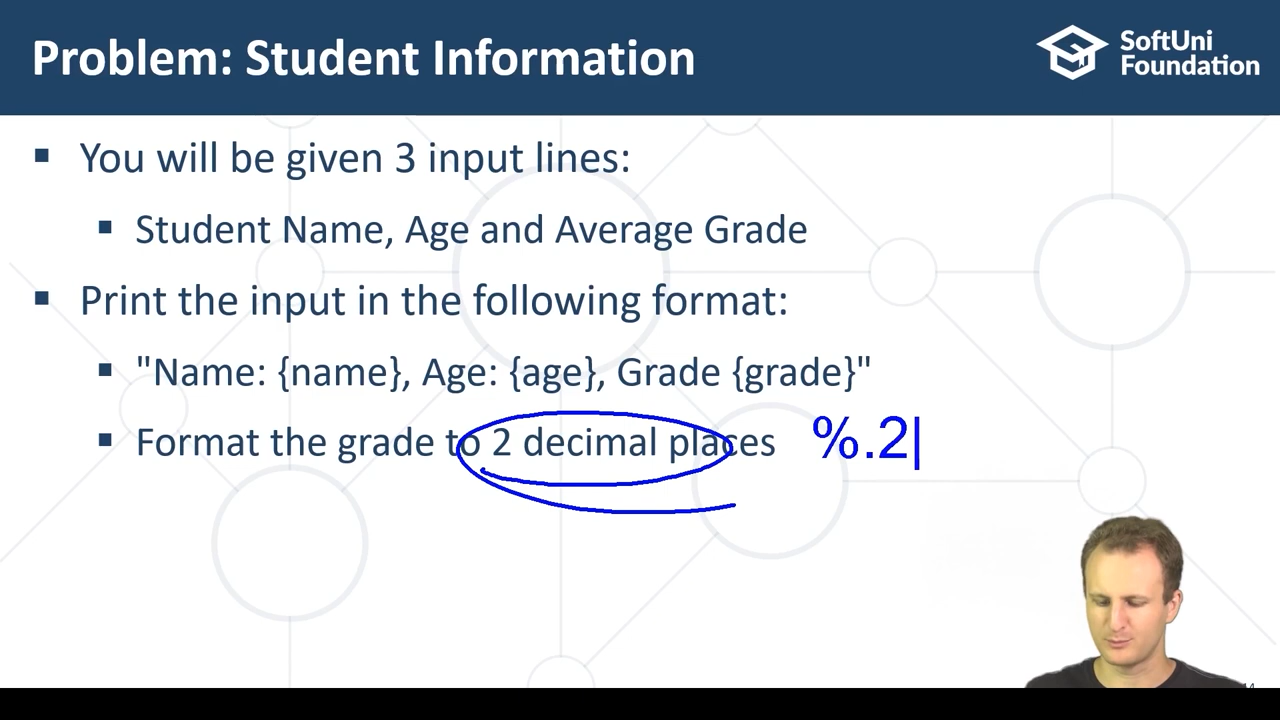 Problem: Student Information
SoftUni
Foundation
You will be given 3 input lines:
Student Name, Age and Average Grade
Print the input in the following format:
"Name: {name}, Age: {age}, Grade {grade}"
Format the grade to 2 decimal places
%.2